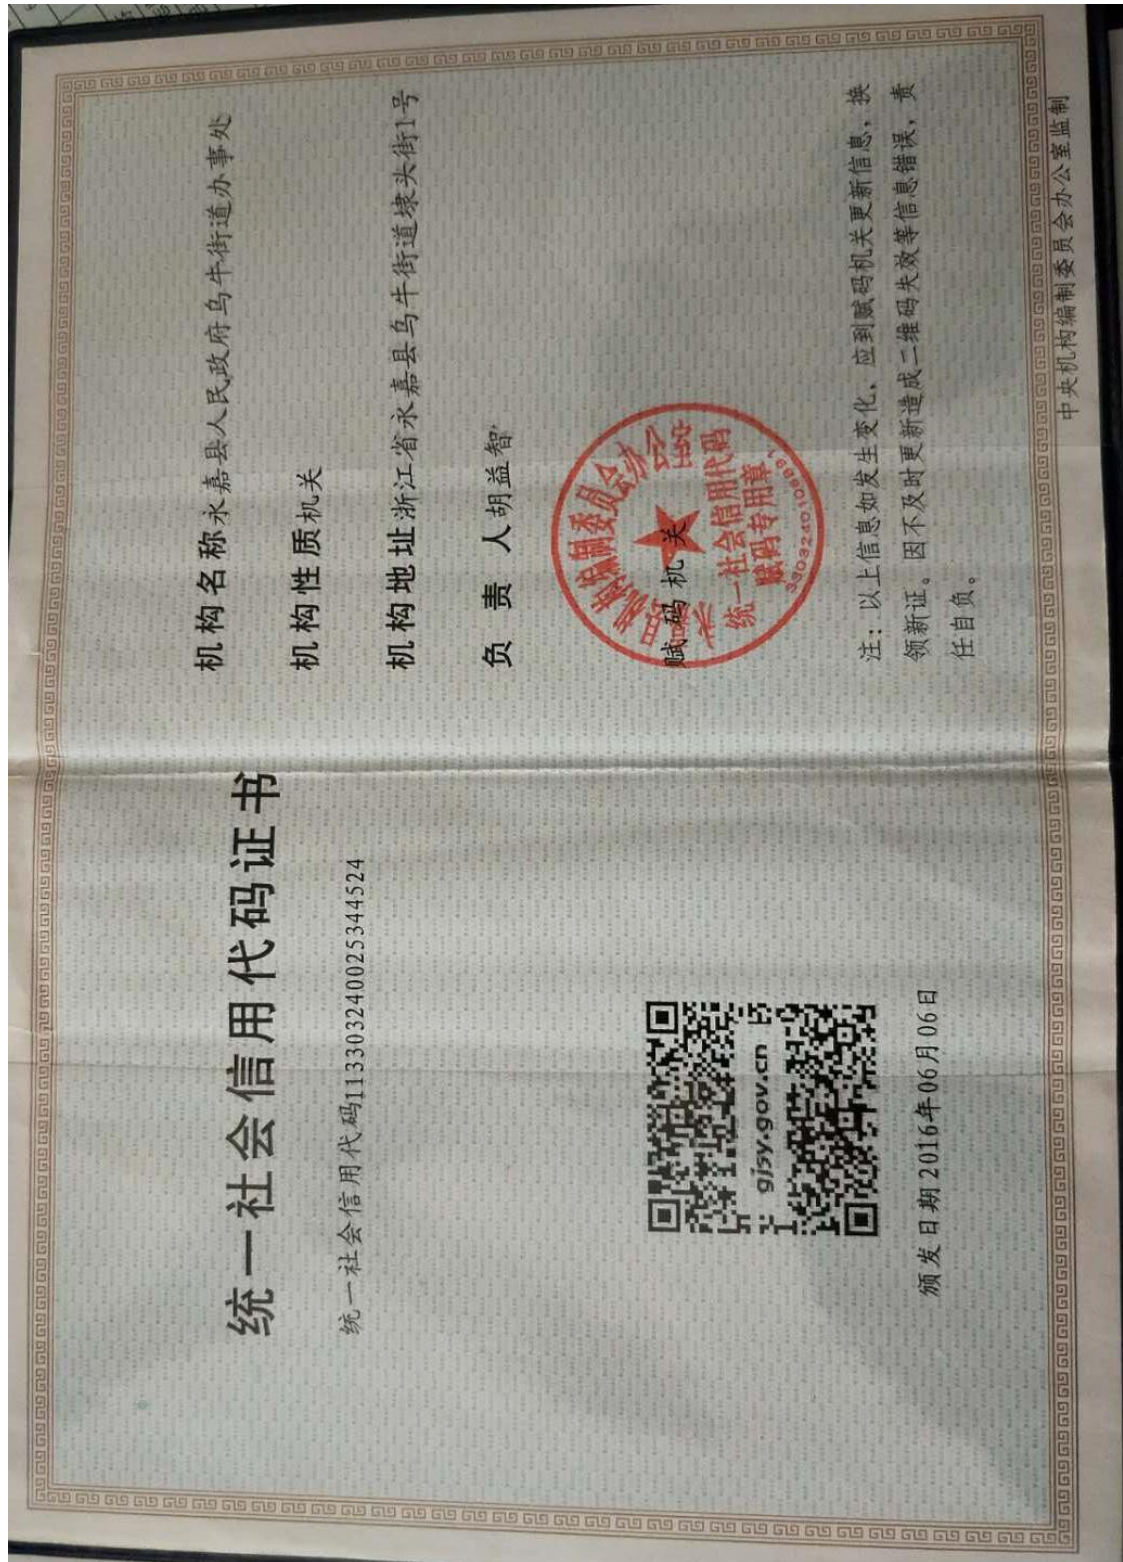 统一社会信用代码证书
统一社会信用代码113303240025344524
gjsy.gov.cn
颁发日期2016年06月06日
机构名称永嘉县人民政府乌牛街道办事处
机构性质机关
机构地址浙江省永嘉县乌牛街道埭头街1号
负责人胡益智
赋码机关
统一社会信用代码
赋码专用章
注：以上信息如发生变化，应到赋码机关更新信息，换
领新证。因不及时更新造成二维码失效等信息错误，责
任自负。
中央机构编制委员会办公室监制